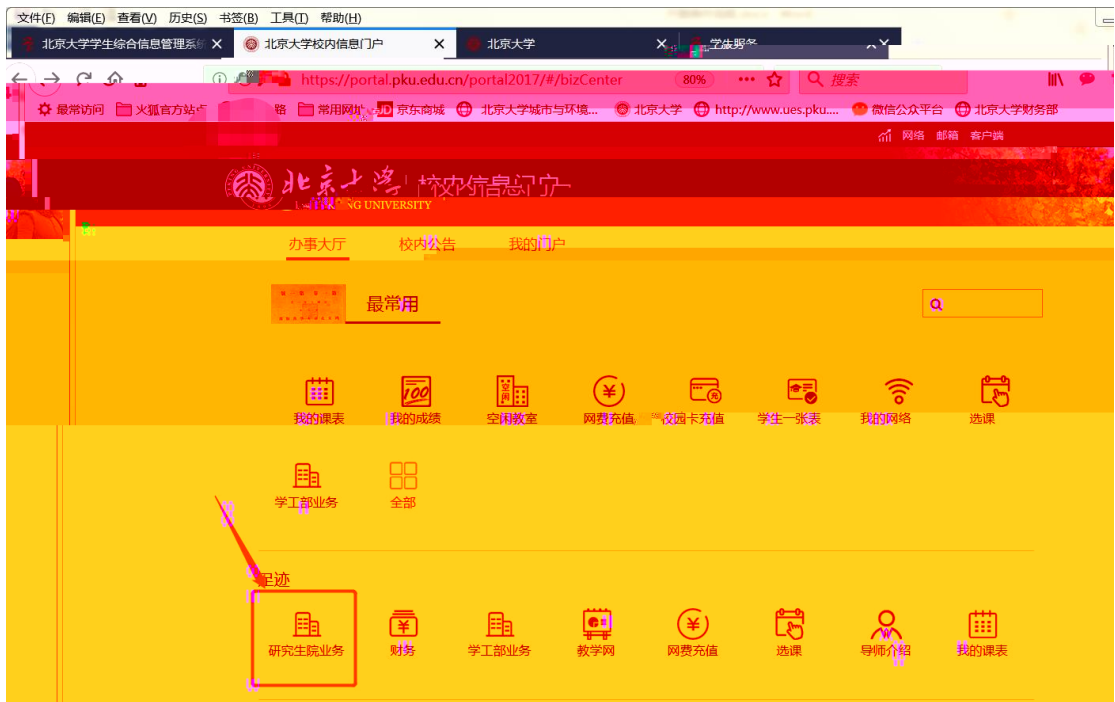 文件(F) 编辑(E) 查看(V) 历史(S) 书签(B) 工具(T) 帮助(H)
北京大学学生综合信息管理系统 北京大学校内信息门户 北京大学 学生服务
https://portal.pku.edu.cn/portal2017/#/bizCenter 80% 搜索
最常访问 火狐官方站点 常用网址 京东商城 北京大学城市与环境... 北京大学 http://www.ues.pku.... 微信公众平台 北京大学财务部
网络 邮箱 客户端
北京大学 校内信息门户
UNIVERSITY
办事大厅 校内公告 我的门户
最常用
我的课表 我的成绩 空闲教室 网费充值 校园卡充值 学生一张表 我的网络 选课
学工部业务 全部
足迹
研究生院业务 财务 学工部业务 教学网 网费充值 选课 导师介绍 我的课表